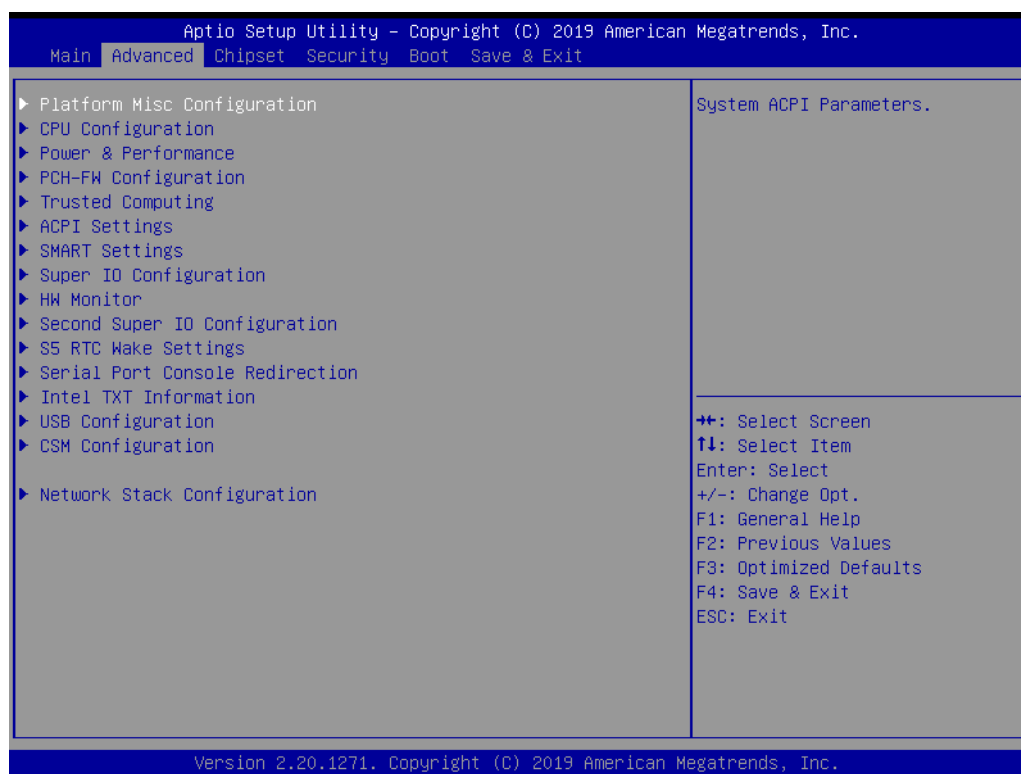 Aptio Setup Utility – Copyright (C) 2019 American Megatrends, Inc.
Main Advanced Chipset Security Boot Save & Exit
Platform Misc Configuration
CPU Configuration
Power & Performance
PCH-FW Configuration
Trusted Computing
ACPI Settings
SMART Settings
Super IO Configuration
HW Monitor
Second Super IO Configuration
S5 RTC Wake Settings
Serial Port Console Redirection
Intel TXT Information
USB Configuration
CSM Configuration
Network Stack Configuration
System ACPI Parameters.
→←: Select Screen
↑↓: Select Item
Enter: Select
+/-: Change Opt.
F1: General Help
F2: Previous Values
F3: Optimized Defaults
F4: Save & Exit
ESC: Exit
Version 2.20.1271. Copyright (C) 2019 American Megatrends, Inc.